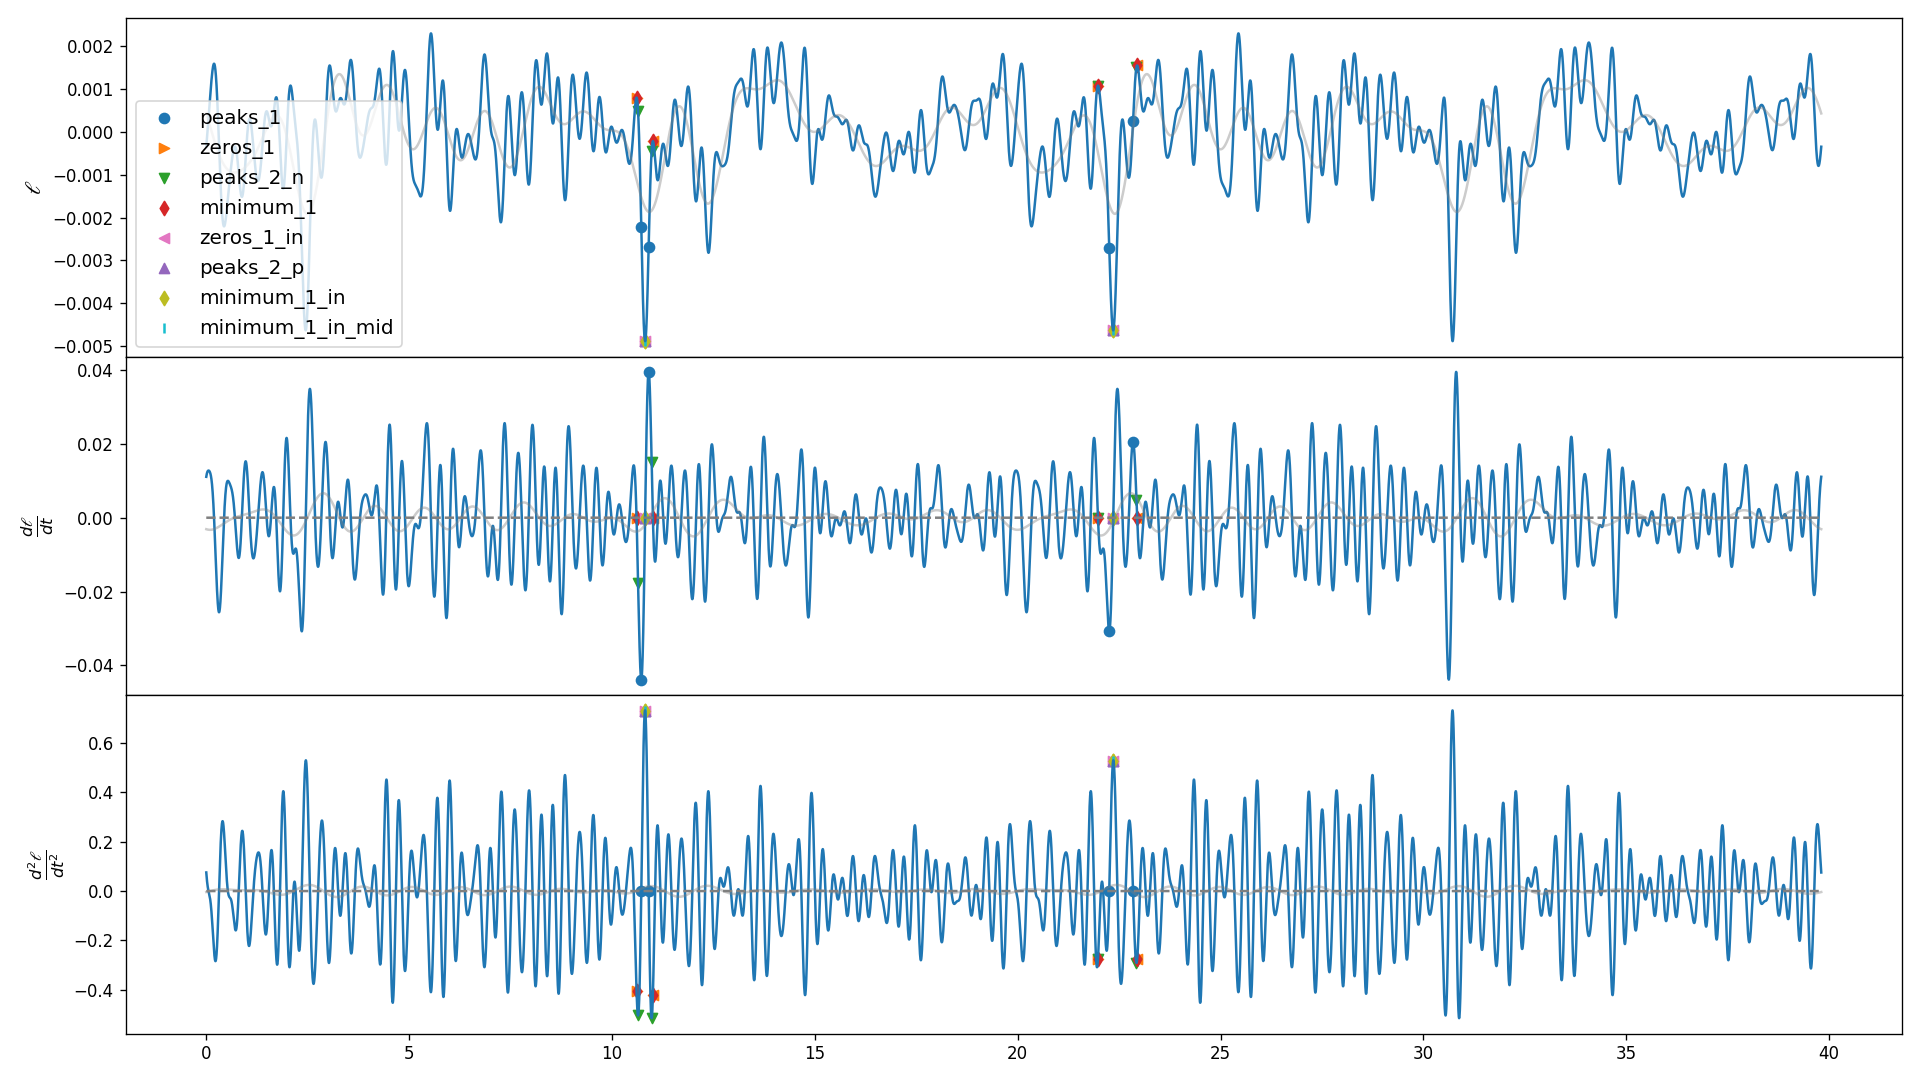 0.002
0.001
0.000
−0.001
−0.002
−0.003
−0.004
−0.005
ℓ
peaks_1
zeros_1
peaks_2_n
minimum_1
zeros_1_in
peaks_2_p
minimum_1_in
minimum_1_in_mid
0.04
0.02
0.00
−0.02
−0.04
dℓ
dt
0.6
0.4
0.2
0.0
−0.2
−0.4
d²ℓ
dt²
0 5 10 15 20 25 30 35 40